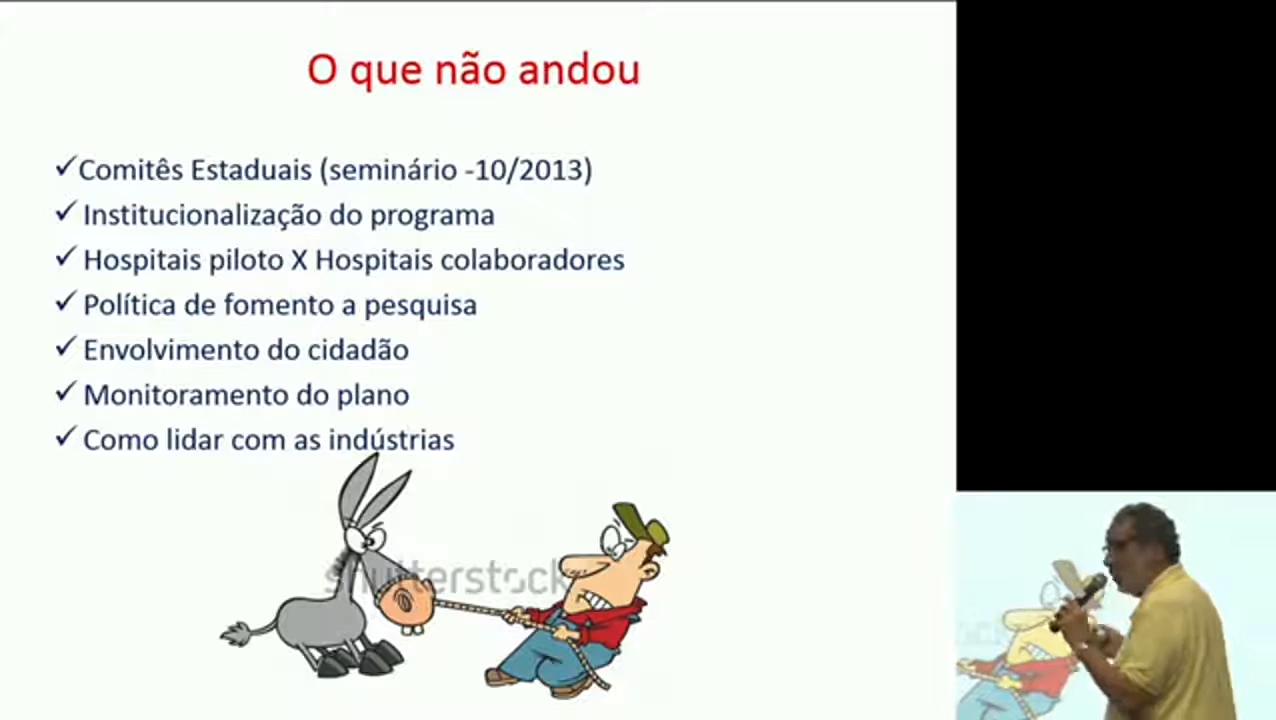 O que não andou
✓Comitês Estaduais (seminário -10/2013)
✓ Institucionalização do programa
✓ Hospitais piloto X Hospitais colaboradores
✓ Política de fomento a pesquisa
✓ Envolvimento do cidadão
✓ Monitoramento do plano
✓ Como lidar com as indústrias
shutterstock